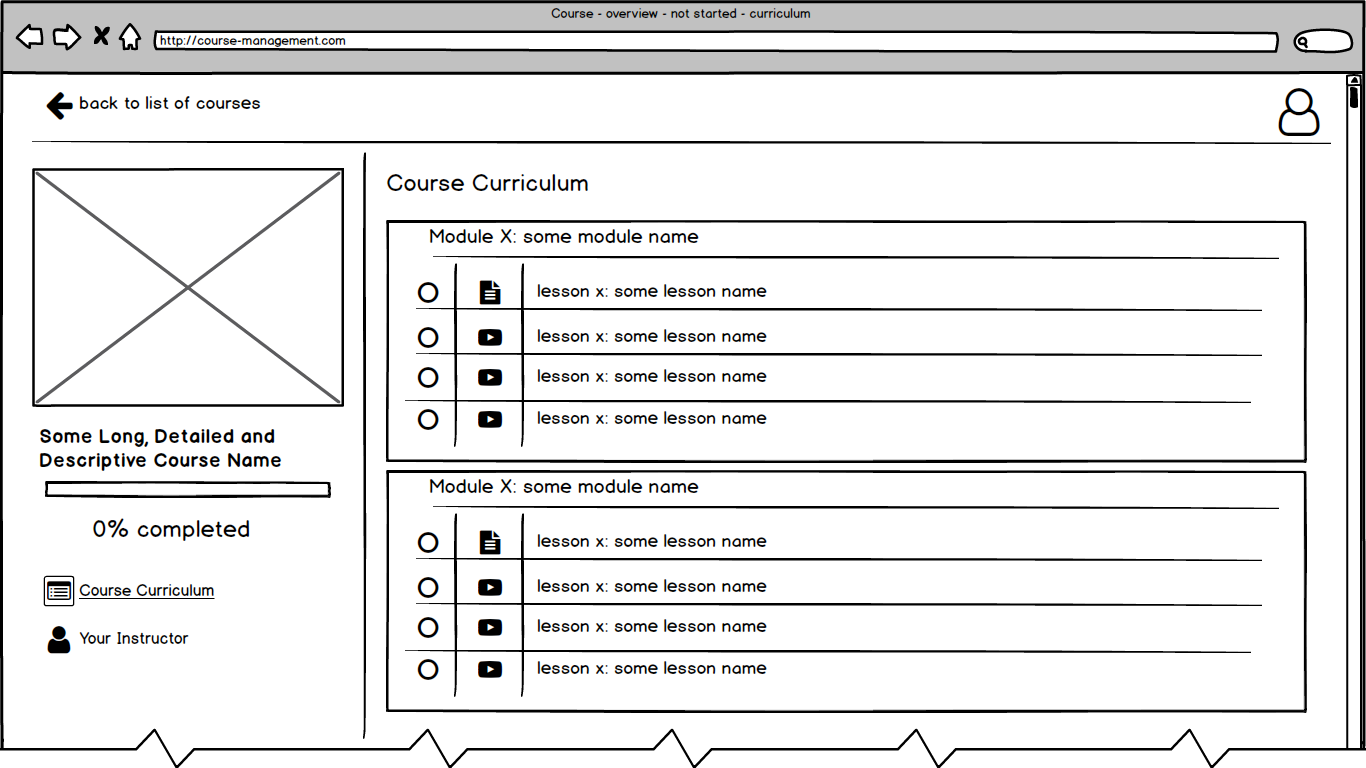 Course - overview - not started - curriculum
http://course-management.com
back to list of courses
Some Long, Detailed and
Descriptive Course Name
0% completed
Course Curriculum
Your Instructor
Course Curriculum
Module X: some module name
lesson x: some lesson name
lesson x: some lesson name
lesson x: some lesson name
lesson x: some lesson name
Module X: some module name
lesson x: some lesson name
lesson x: some lesson name
lesson x: some lesson name
lesson x: some lesson name